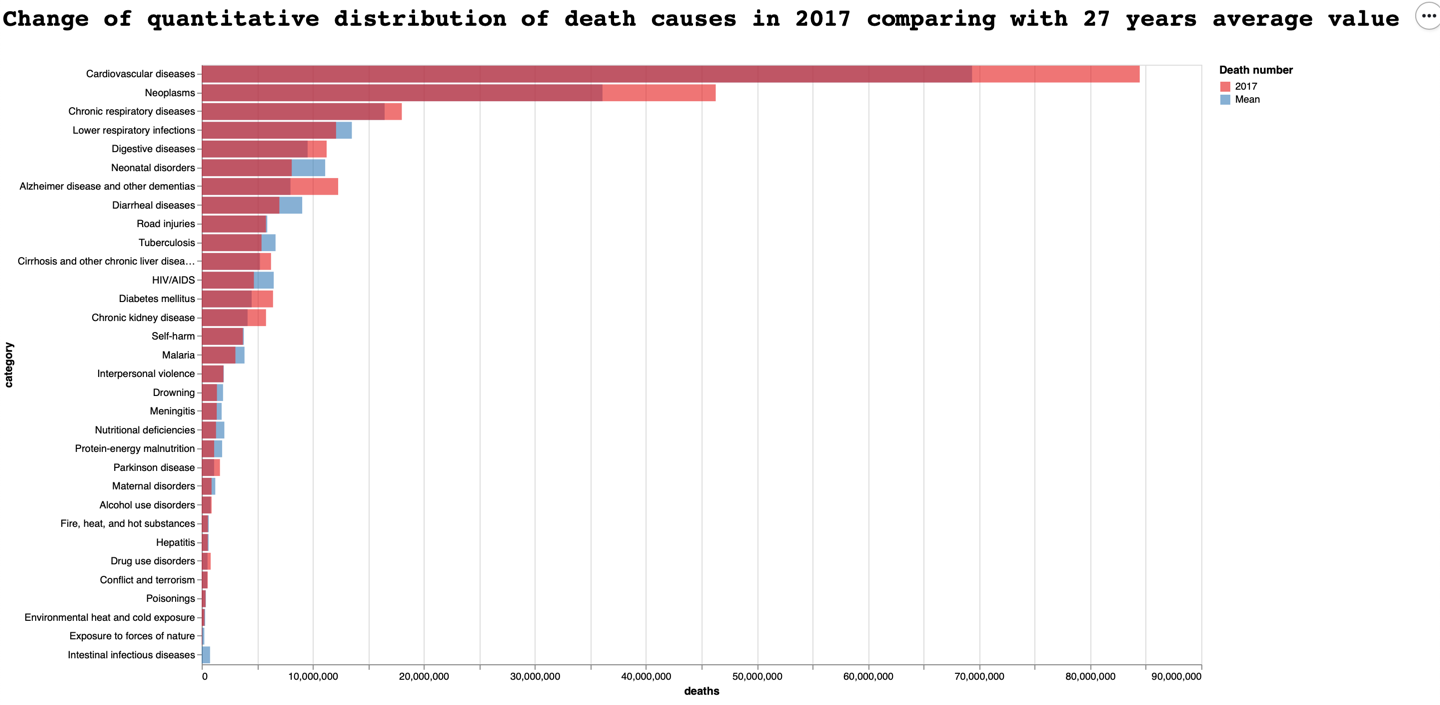 Change of quantitative distribution of death causes in 2017 comparing with 27 years average value
Death number
2017
Mean
category
Cardiovascular diseases
Neoplasms
Chronic respiratory diseases
Lower respiratory infections
Digestive diseases
Neonatal disorders
Alzheimer disease and other dementias
Diarrheal diseases
Road injuries
Tuberculosis
Cirrhosis and other chronic liver disea…
HIV/AIDS
Diabetes mellitus
Chronic kidney disease
Self-harm
Malaria
Interpersonal violence
Drowning
Meningitis
Nutritional deficiencies
Protein-energy malnutrition
Parkinson disease
Maternal disorders
Alcohol use disorders
Fire, heat, and hot substances
Hepatitis
Drug use disorders
Conflict and terrorism
Poisonings
Environmental heat and cold exposure
Exposure to forces of nature
Intestinal infectious diseases
0 10,000,000 20,000,000 30,000,000 40,000,000 50,000,000 60,000,000 70,000,000 80,000,000 90,000,000
deaths